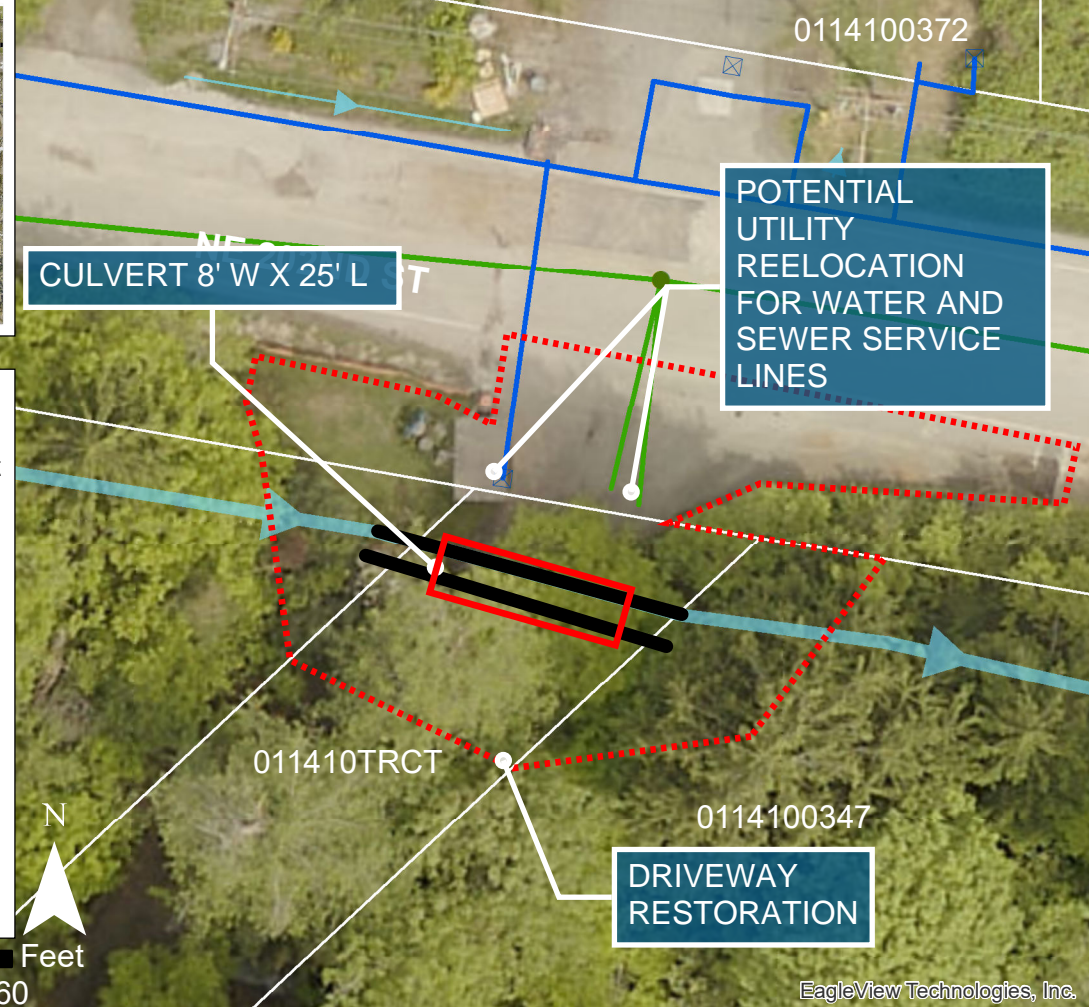 0114100372
POTENTIAL
UTILITY
REELOCATION
FOR WATER AND
SEWER SERVICE
LINES
NE ST
CULVERT 8' W X 25' L
011410TRCT
0114100347
N
DRIVEWAY
RESTORATION
Feet
60
EagleView Technologies, Inc.